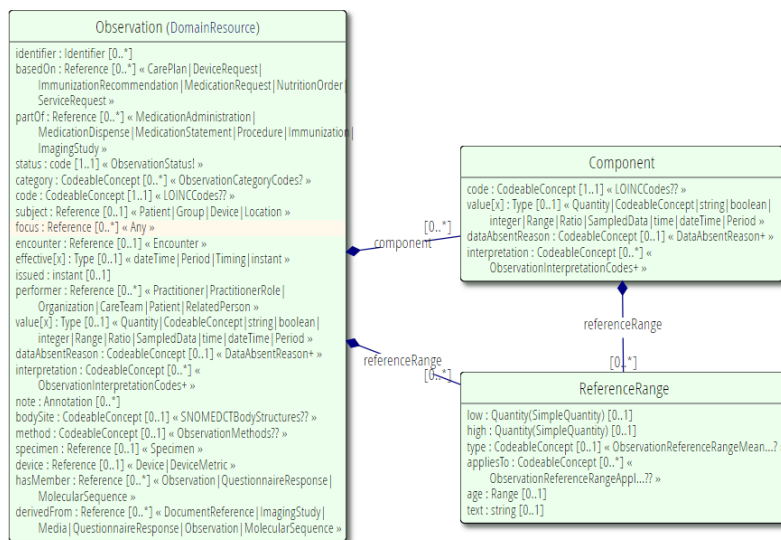 Observation (DomainResource)
identifier : Identifier [0..*]
basedOn : Reference [0..*] « CarePlan|DeviceRequest|
ImmunizationRecommendation|MedicationRequest|NutritionOrder|
ServiceRequest »
partOf : Reference [0..*] « MedicationAdministration|
MedicationDispense|MedicationStatement|Procedure|Immunization|
ImagingStudy »
status : code [1..1] « ObservationStatus! »
category : CodeableConcept [0..*] « ObservationCategoryCodes? »
code : CodeableConcept [1..1] « LOINCCodes?? »
subject : Reference [0..1] « Patient|Group|Device|Location »
focus : Reference [0..*] « Any »
encounter : Reference [0..1] « Encounter »
effective[x] : Type [0..1] « dateTime|Period|Timing|instant »
issued : instant [0..1]
performer : Reference [0..*] « Practitioner|PractitionerRole|
Organization|CareTeam|Patient|RelatedPerson »
value[x] : Type [0..1] « Quantity|CodeableConcept|string|boolean|
integer|Range|Ratio|SampledData|time|dateTime|Period »
dataAbsentReason : CodeableConcept [0..1] « DataAbsentReason+ »
interpretation : CodeableConcept [0..*] «
ObservationInterpretationCodes+ »
note : Annotation [0..*]
bodySite : CodeableConcept [0..1] « SNOMEDCTBodyStructures?? »
method : CodeableConcept [0..1] « ObservationMethods?? »
specimen : Reference [0..1] « Specimen »
device : Reference [0..1] « Device|DeviceMetric »
hasMember : Reference [0..*] « Observation|QuestionnaireResponse|
MolecularSequence »
derivedFrom : Reference [0..*] « DocumentReference|ImagingStudy|
Media|QuestionnaireResponse|Observation|MolecularSequence »
component
[0..*]
referenceRange
[0..*]
Component
code : CodeableConcept [1..1] « LOINCCodes?? »
value[x] : Type [0..1] « Quantity|CodeableConcept|string|boolean|
integer|Range|Ratio|SampledData|time|dateTime|Period »
dataAbsentReason : CodeableConcept [0..1] « DataAbsentReason+ »
interpretation : CodeableConcept [0..*] «
ObservationInterpretationCodes+ »
referenceRange
[0..*]
ReferenceRange
low : Quantity(SimpleQuantity) [0..1]
high : Quantity(SimpleQuantity) [0..1]
type : CodeableConcept [0..1] « ObservationReferenceRangeMean...? »
appliesTo : CodeableConcept [0..*] «
ObservationReferenceRangeAppl...?? »
age : Range [0..1]
text : string [0..1]